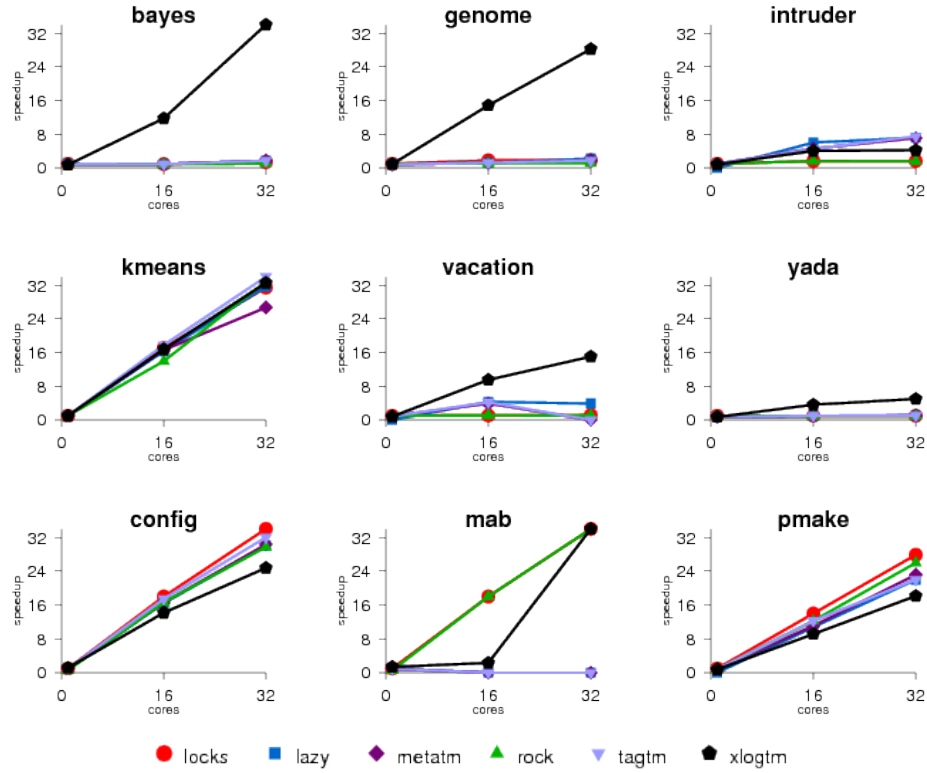 bayes genome intruder
32 32 32
24 24 24
16 16 16
8 8 8
0 0 0
speedup speedup speedup
0 16 32 0 16 32 0 16 32
cores cores cores
kmeans vacation yada
32 32 32
24 24 24
16 16 16
8 8 8
0 0 0
speedup speedup speedup
0 16 32 0 16 32 0 16 32
cores cores cores
config mab pmake
32 32 32
24 24 24
16 16 16
8 8 8
0 0 0
speedup speedup speedup
0 16 32 0 16 32 0 16 32
cores cores cores
locks lazy metatm rock tagtm xlogtm